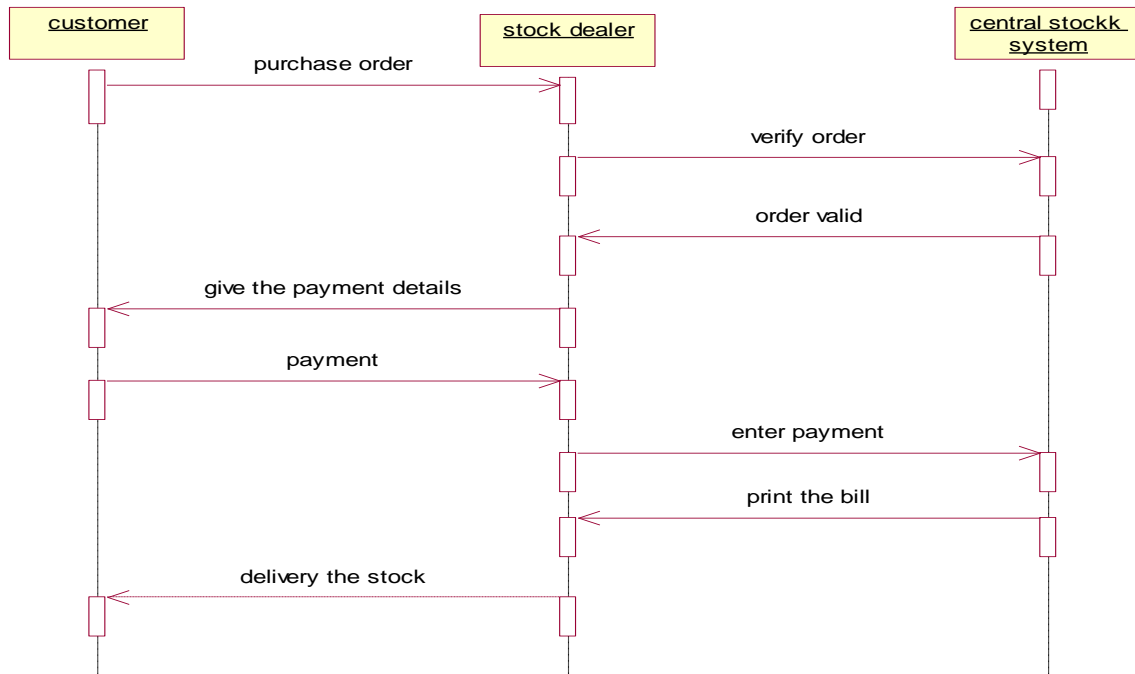 customer
stock dealer
central stockk
system
purchase order
verify order
order valid
give the payment details
payment
enter payment
print the bill
delivery the stock